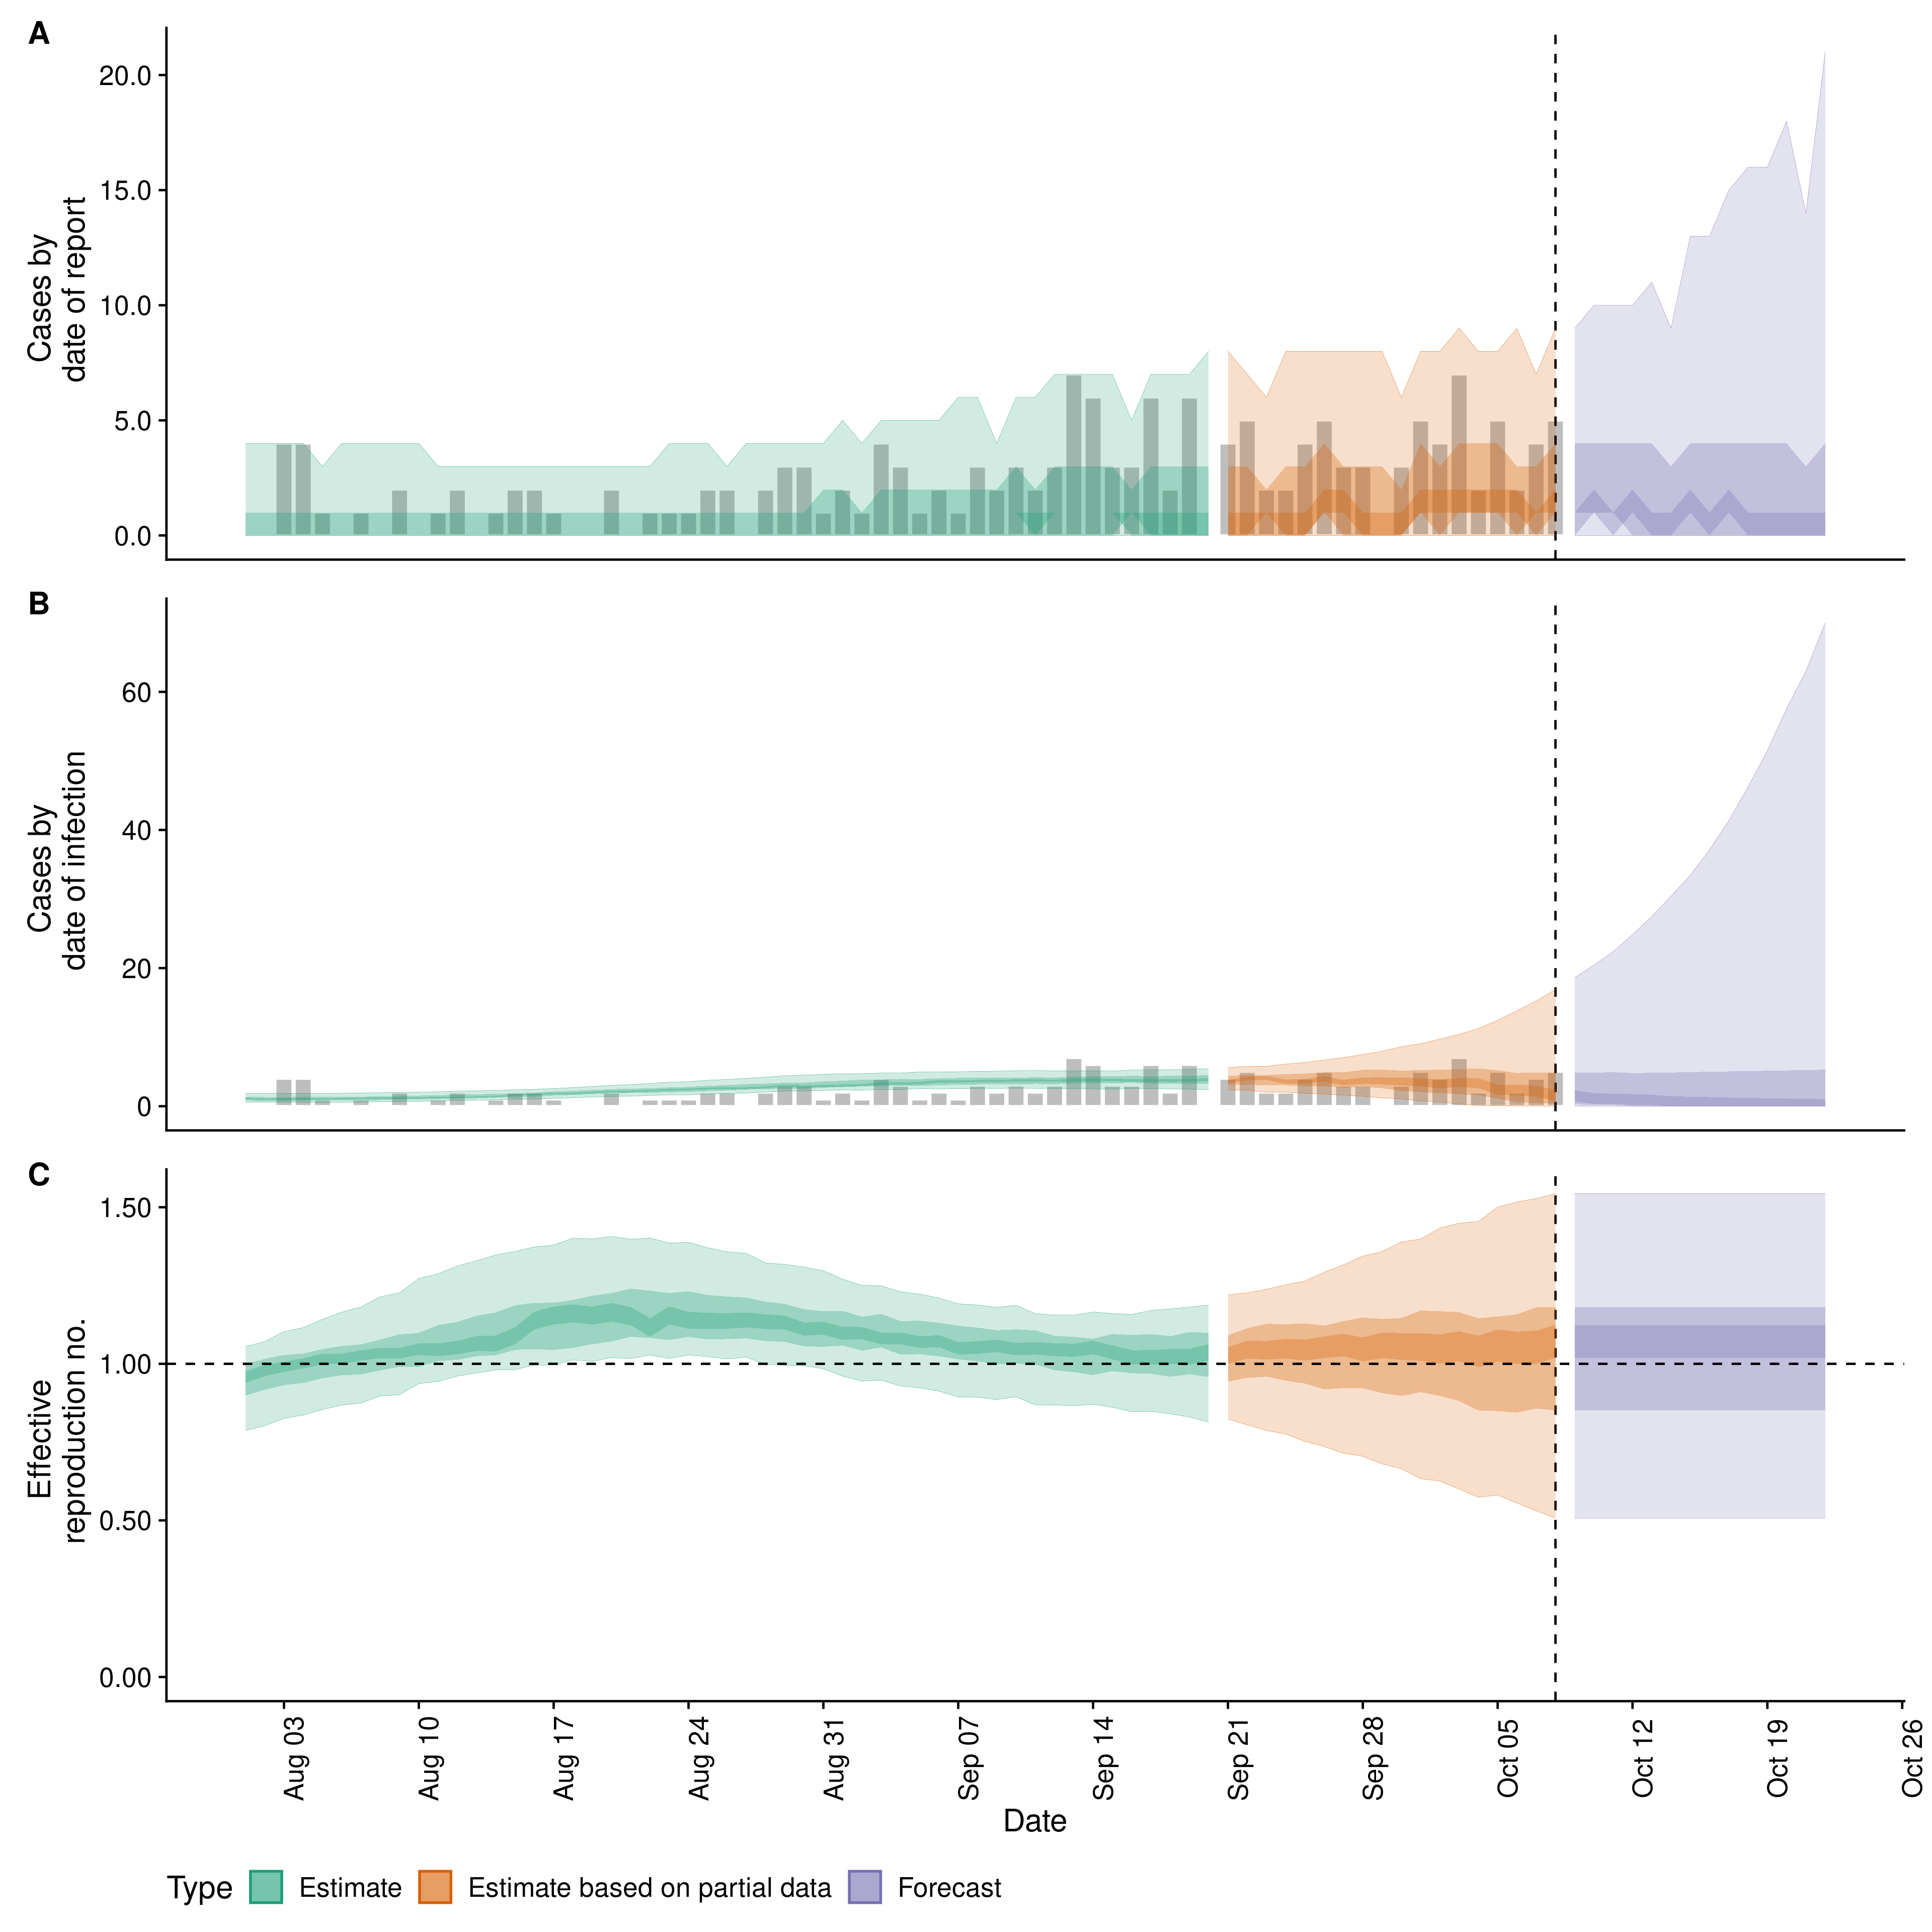 A
20.0
15.0
10.0
5.0
0.0
Cases by
date of report
B
60
40
20
0
Cases by
date of infection
C
1.50
1.00
0.50
0.00
Effective
reproduction no.
Aug 03
Aug 10
Aug 17
Aug 24
Aug 31
Sep 07
Sep 14
Sep 21
Sep 28
Oct 05
Oct 12
Oct 19
Oct 26
Date
Type Estimate Estimate based on partial data Forecast